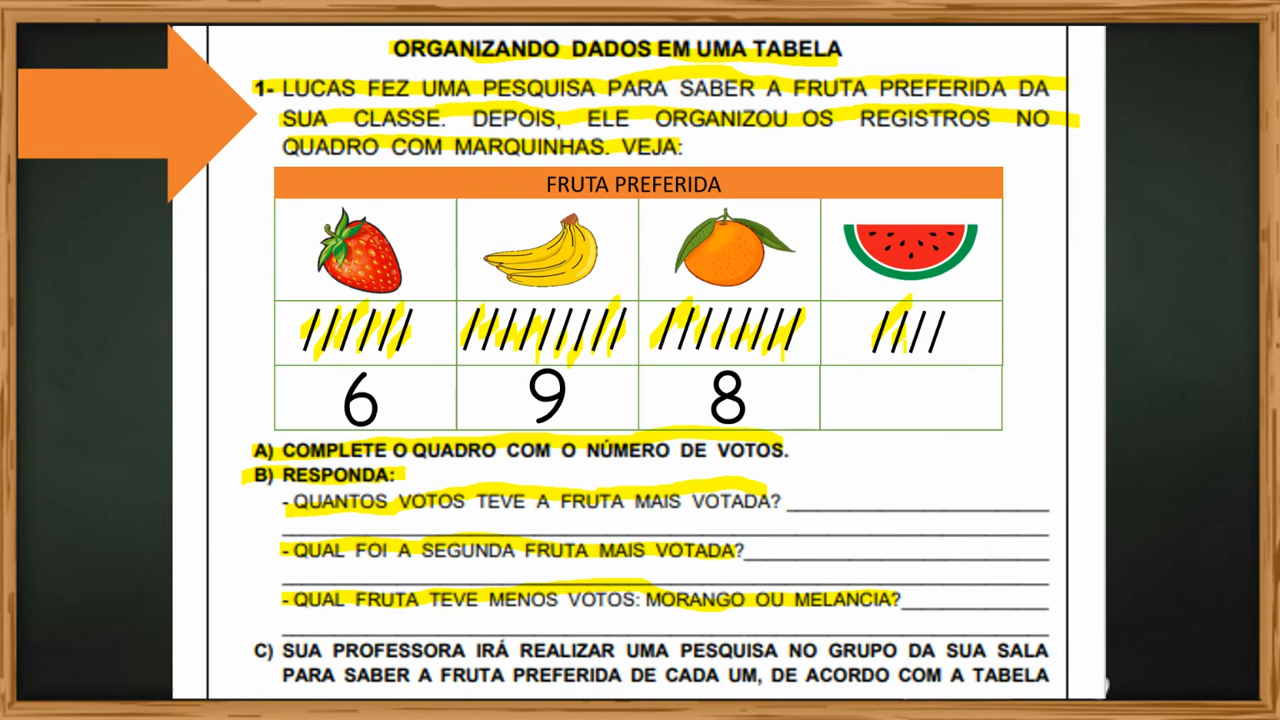 ORGANIZANDO DADOS EM UMA TABELA
1- LUCAS FEZ UMA PESQUISA PARA SABER A FRUTA PREFERIDA DA
SUA CLASSE. DEPOIS, ELE ORGANIZOU OS REGISTROS NO
QUADRO COM MARQUINHAS. VEJA:
FRUTA PREFERIDA
6 9 8
A) COMPLETE O QUADRO COM O NÚMERO DE VOTOS.
B) RESPONDA:
- QUANTOS VOTOS TEVE A FRUTA MAIS VOTADA?
- QUAL FOI A SEGUNDA FRUTA MAIS VOTADA?
- QUAL FRUTA TEVE MENOS VOTOS: MORANGO OU MELANCIA?
C) SUA PROFESSORA IRÁ REALIZAR UMA PESQUISA NO GRUPO DA SUA SALA
PARA SABER A FRUTA PREFERIDA DE CADA UM, DE ACORDO COM A TABELA